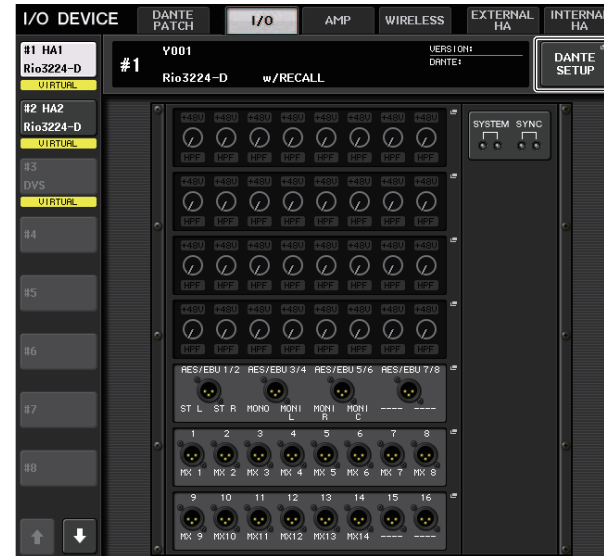 I/O DEVICE
DANTE PATCH
I/O
AMP
WIRELESS
EXTERNAL HA
INTERNAL HA
#1 HA1
Rio3224-D
VIRTUAL
#1
Y001
Rio3224-D w/RECALL
VERSION:
DANTE:
DANTE SETUP
#2 HA2
Rio3224-D
VIRTUAL
#3
DVS
VIRTUAL
#4
#5
#6
#7
#8
+48V +48V +48V +48V +48V +48V +48V +48V
HPF HPF HPF HPF HPF HPF HPF HPF
+48V +48V +48V +48V +48V +48V +48V +48V
HPF HPF HPF HPF HPF HPF HPF HPF
+48V +48V +48V +48V +48V +48V +48V +48V
HPF HPF HPF HPF HPF HPF HPF HPF
+48V +48V +48V +48V +48V +48V +48V +48V
HPF HPF HPF HPF HPF HPF HPF HPF
SYSTEM SYNC
AES/EBU 1/2 AES/EBU 3/4 AES/EBU 5/6 AES/EBU 7/8
ST L ST R MONO MONI L MONI R MONI C ---- ----
1 2 3 4 5 6 7 8
MX 1 MX 2 MX 3 MX 4 MX 5 MX 6 MX 7 MX 8
9 10 11 12 13 14 15 16
MX 9 MX10 MX11 MX12 MX13 MX14 ---- ----